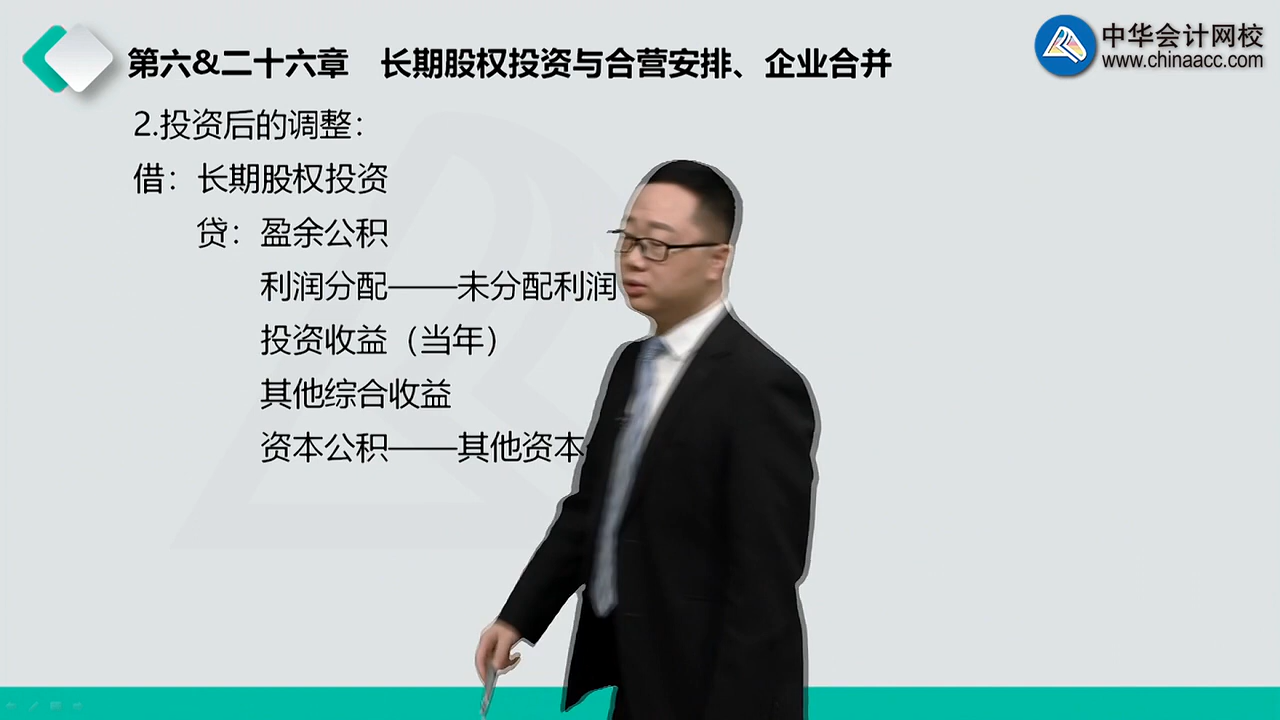 第六&二十六章 长期股权投资与合营安排、企业合并
中华会计网校
www.chinaacc.com
2.投资后的调整：
借：长期股权投资
贷：盈余公积
利润分配——未分配利润
投资收益（当年）
其他综合收益
资本公积——其他资本